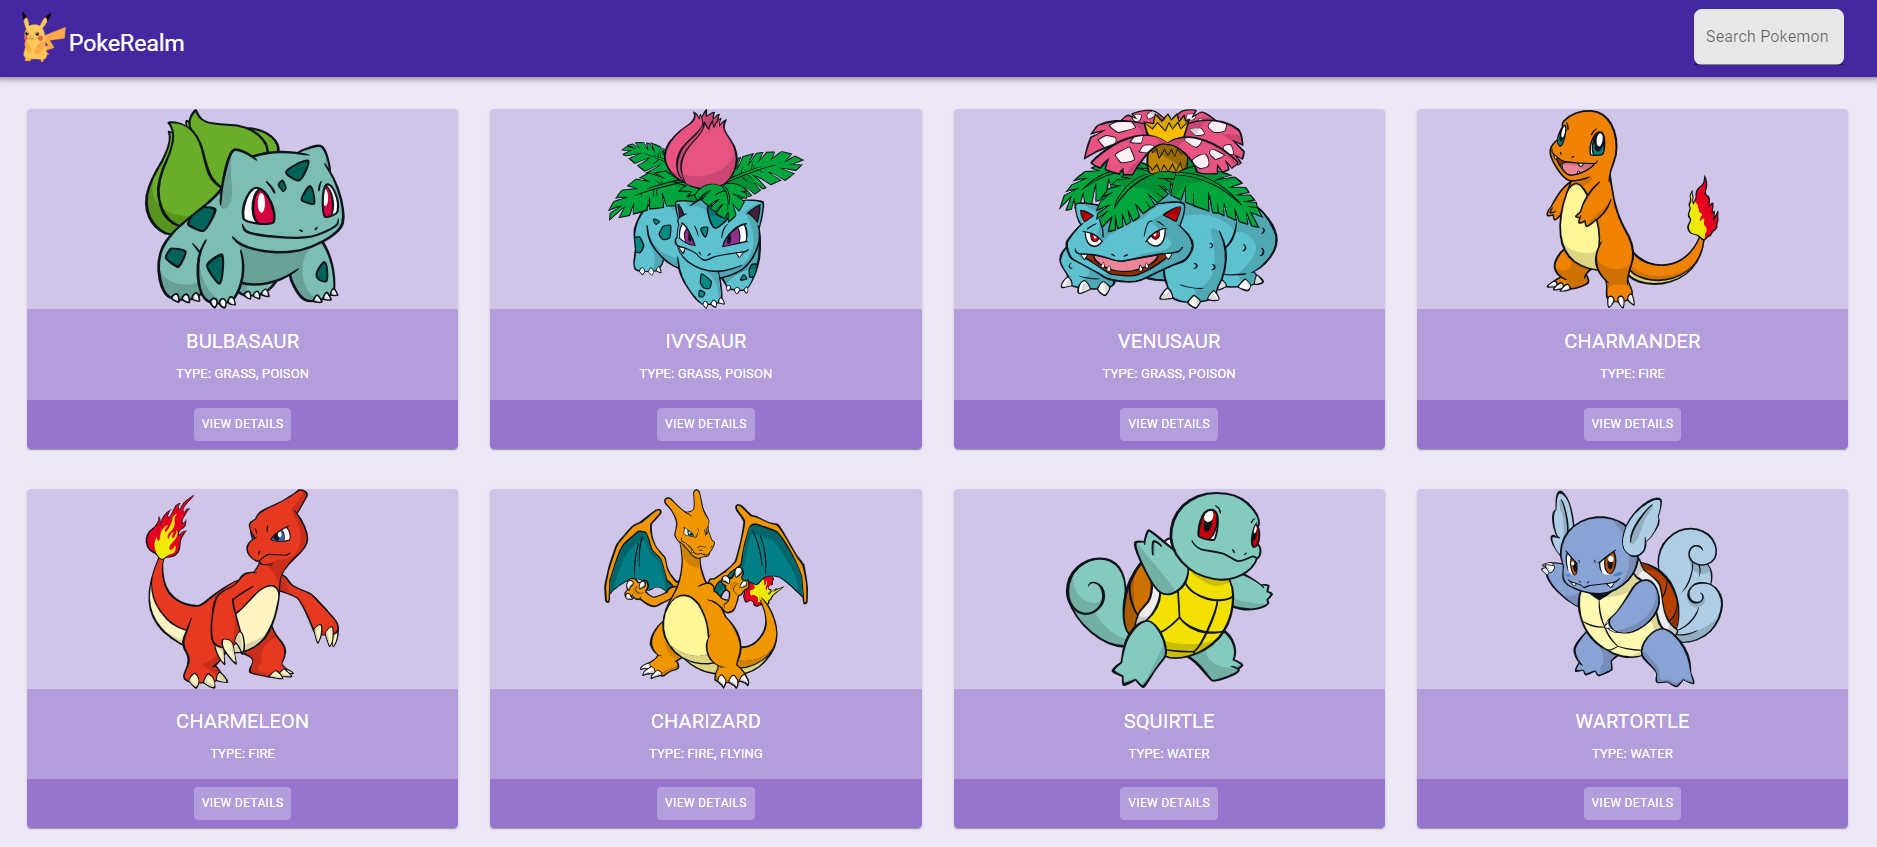 PokeRealm
Search Pokemon
BULBASAUR
TYPE: GRASS, POISON
VIEW DETAILS
IVYSAUR
TYPE: GRASS, POISON
VIEW DETAILS
VENUSAUR
TYPE: GRASS, POISON
VIEW DETAILS
CHARMANDER
TYPE: FIRE
VIEW DETAILS
CHARMELEON
TYPE: FIRE
VIEW DETAILS
CHARIZARD
TYPE: FIRE, FLYING
VIEW DETAILS
SQUIRTLE
TYPE: WATER
VIEW DETAILS
WARTORTLE
TYPE: WATER
VIEW DETAILS